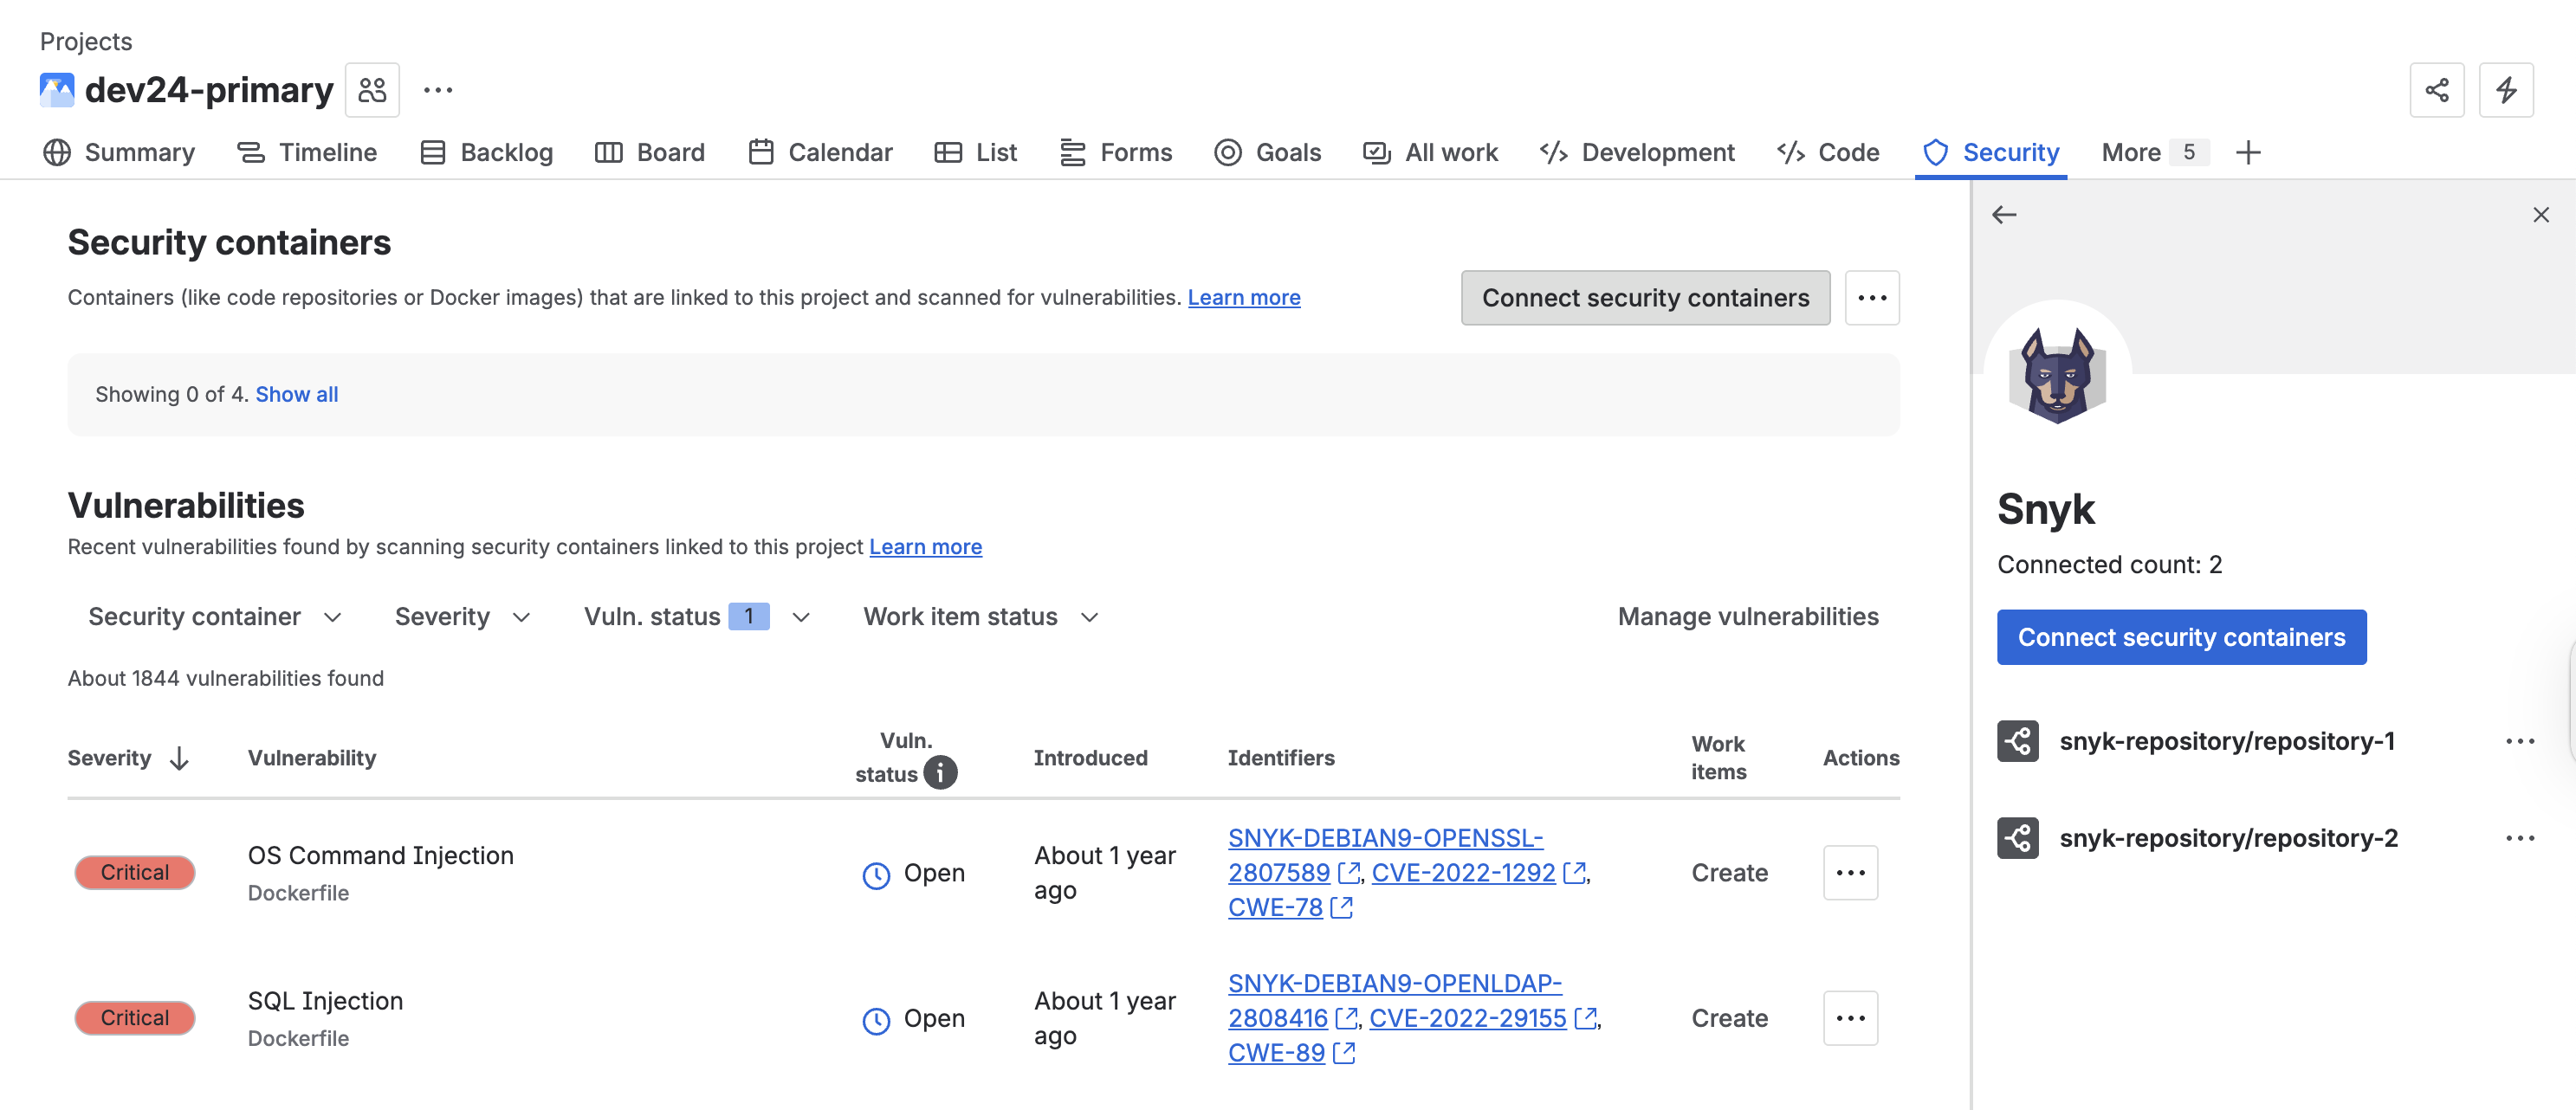 Projects
dev24-primary
Summary Timeline Backlog Board Calendar List Forms Goals All work Development Code Security More 5
Security containers
Containers (like code repositories or Docker images) that are linked to this project and scanned for vulnerabilities. Learn more
Connect security containers
Showing 0 of 4. Show all
Vulnerabilities
Recent vulnerabilities found by scanning security containers linked to this project Learn more
Security container Severity Vuln. status 1 Work item status Manage vulnerabilities
About 1844 vulnerabilities found
Severity Vulnerability Vuln. status Introduced Identifiers Work items Actions
Critical
OS Command Injection
Dockerfile
Open
About 1 year
ago
SNYK-DEBIAN9-OPENSSL-
2807589, CVE-2022-1292,
CWE-78
Create
Critical
SQL Injection
Dockerfile
Open
About 1 year
ago
SNYK-DEBIAN9-OPENLDAP-
2808416, CVE-2022-29155,
CWE-89
Create
Snyk
Connected count: 2
Connect security containers
snyk-repository/repository-1
snyk-repository/repository-2